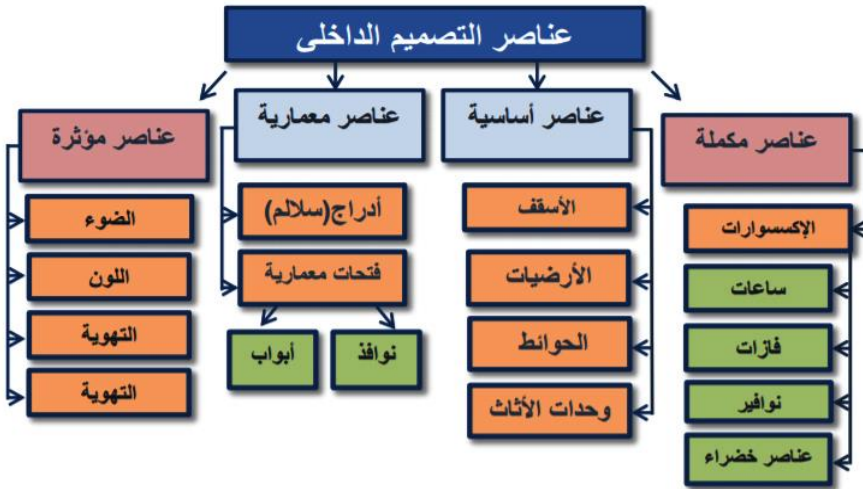 عناصر التصميم الداخلى
عناصر مكملة
الإكسسوارات
ساعات
فازات
نوافير
عناصر خضراء
عناصر أساسية
الأسقف
الأرضيات
الحوائط
وحدات الأثاث
عناصر معمارية
أدراج(سلالم)
فتحات معمارية
نوافذ
أبواب
عناصر مؤثرة
الضوء
اللون
التهوية
التهوية